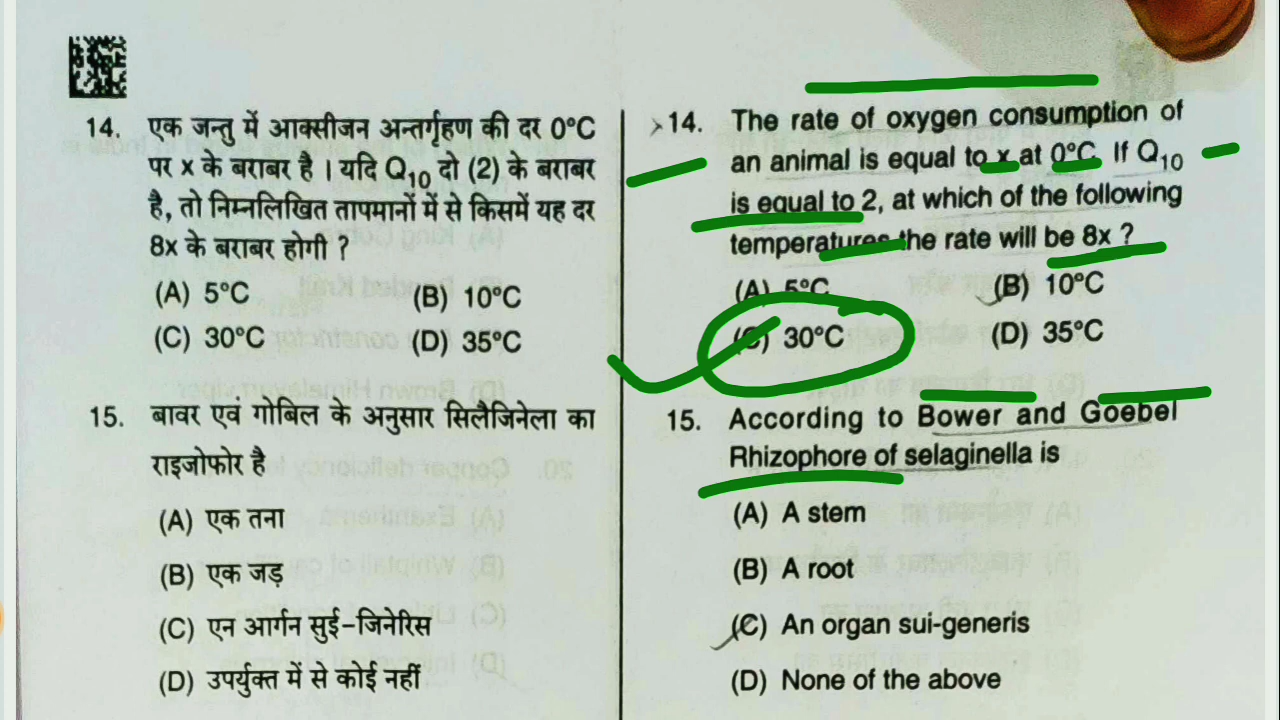 14. एक जन्तु में आक्सीजन अन्तर्गृहण की दर 0°C
पर x के बराबर है । यदि Q10 दो (2) के बराबर
है, तो निम्नलिखित तापमानों में से किसमें यह दर
8x के बराबर होगी ?
(A) 5°C (B) 10°C
(C) 30°C (D) 35°C
15. बावर एवं गोबिल के अनुसार सिलैजिनेला का
राइजोफोर है
(A) एक तना
(B) एक जड़
(C) एन आर्गन सुई-जिनेरिस
(D) उपर्युक्त में से कोई नहीं
14. The rate of oxygen consumption of
an animal is equal to x at 0°C. If Q10
is equal to 2, at which of the following
temperatures the rate will be 8x ?
(A) 5°C (B) 10°C
(C) 30°C (D) 35°C
15. According to Bower and Goebel
Rhizophore of selaginella is
(A) A stem
(B) A root
(C) An organ sui-generis
(D) None of the above